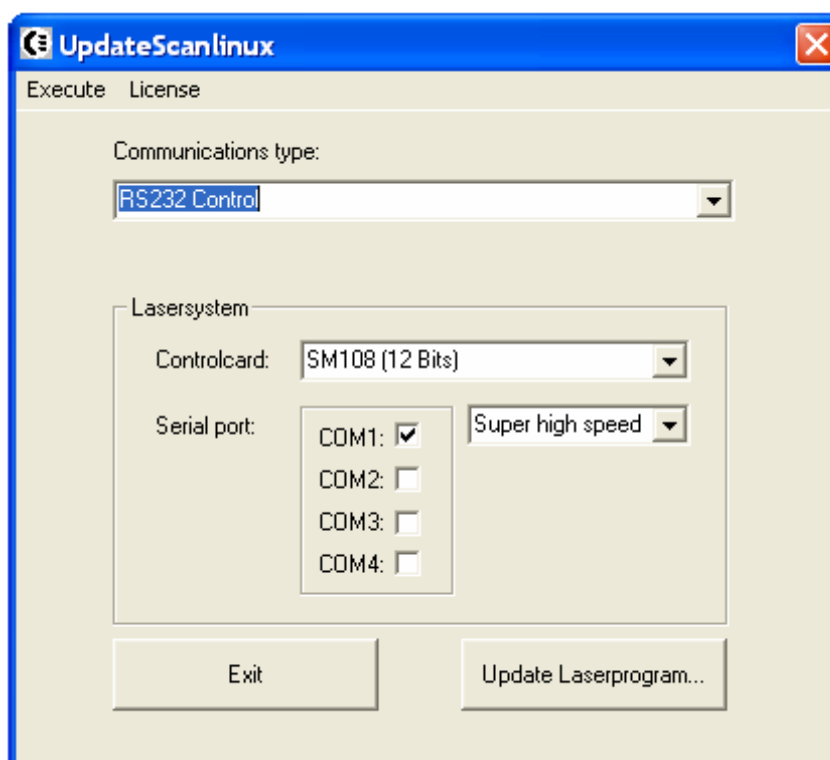 UpdateScanlinux
Execute License
Communications type:
RS232 Control
Lasersystem
Controlcard: SM108 (12 Bits)
Serial port: COM1: Super high speed
COM2:
COM3:
COM4:
Exit Update Laserprogram...